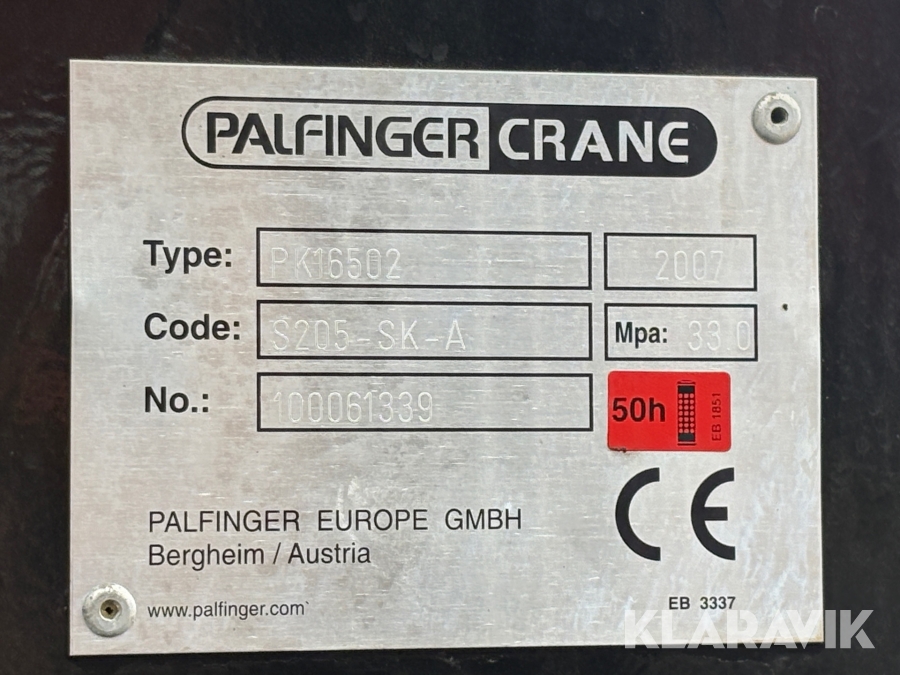 PALFINGER CRANE
Type: PK16502 2007
Code: S205-SK-A Mpa: 33.0
No.: 100061339
50h EB 1851
PALFINGER EUROPE GMBH
Bergheim / Austria
CE
www.palfinger.com
EB 3337
KLARAVIK